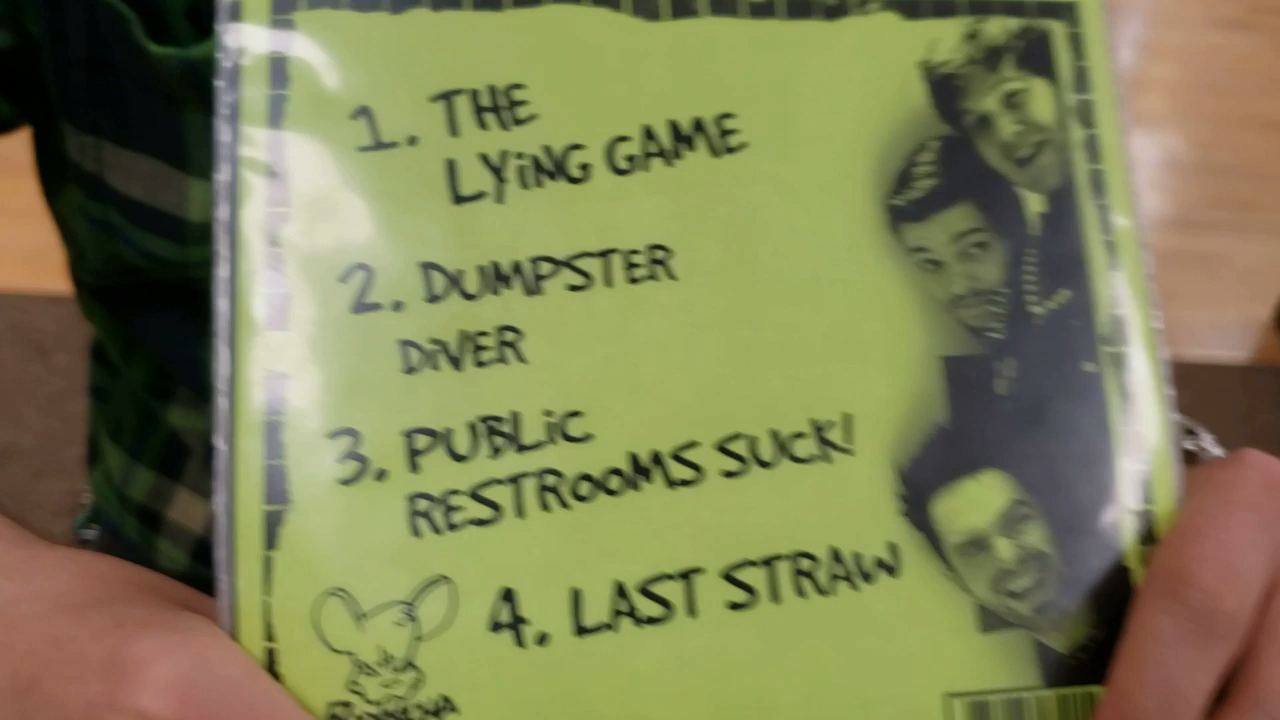 1. THE
LYiNG GAME
2. DUMPSTER
DiVER
3. PUBLiC
RESTROOMS SUCK!
4. LAST STRAW